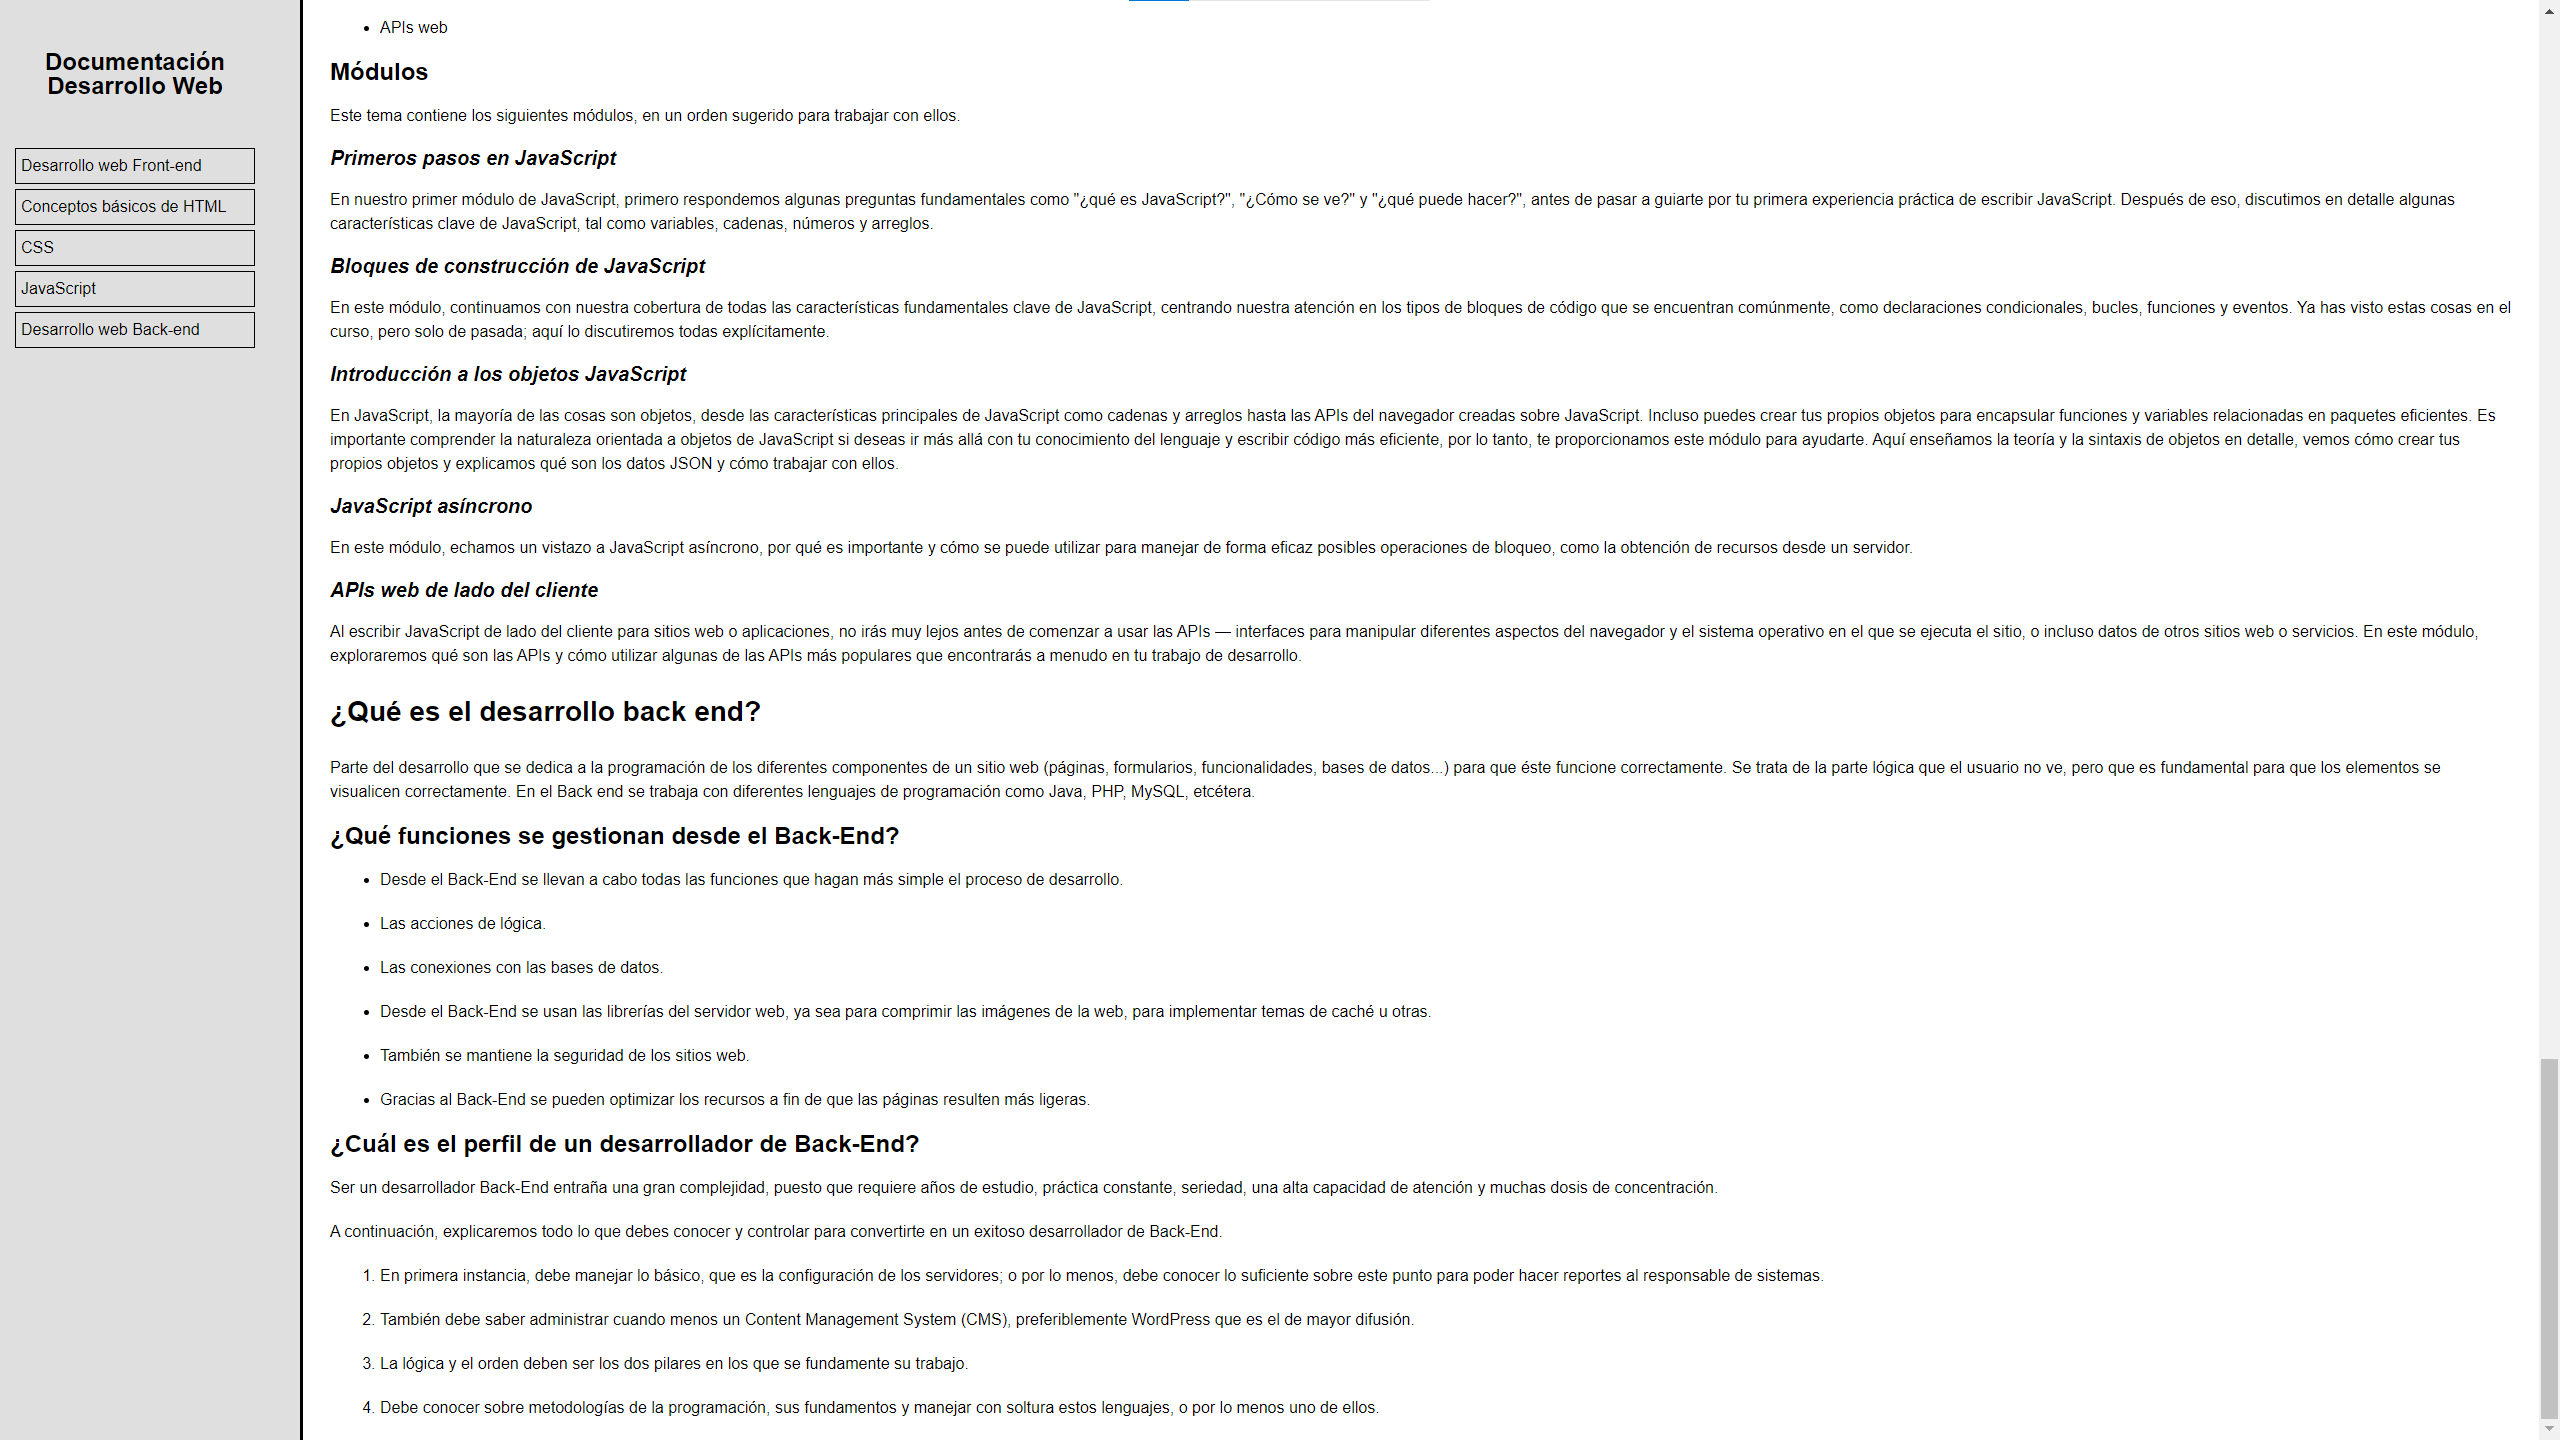 Documentación
Desarrollo Web
Desarrollo web Front-end
Conceptos básicos de HTML
CSS
JavaScript
Desarrollo web Back-end
• APIs web
Módulos
Este tema contiene los siguientes módulos, en un orden sugerido para trabajar con ellos.
Primeros pasos en JavaScript
En nuestro primer módulo de JavaScript, primero respondemos algunas preguntas fundamentales como "¿qué es JavaScript?", "¿Cómo se ve?" y "¿qué puede hacer?", antes de pasar a guiarte por tu primera experiencia práctica de escribir JavaScript. Después de eso, discutimos en detalle algunas
características clave de JavaScript, tal como variables, cadenas, números y arreglos.
Bloques de construcción de JavaScript
En este módulo, continuamos con nuestra cobertura de todas las características fundamentales clave de JavaScript, centrando nuestra atención en los tipos de bloques de código que se encuentran comúnmente, como declaraciones condicionales, bucles, funciones y eventos. Ya has visto estas cosas en el
curso, pero solo de pasada; aquí lo discutiremos todas explícitamente.
Introducción a los objetos JavaScript
En JavaScript, la mayoría de las cosas son objetos, desde las características principales de JavaScript como cadenas y arreglos hasta las APIs del navegador creadas sobre JavaScript. Incluso puedes crear tus propios objetos para encapsular funciones y variables relacionadas en paquetes eficientes. Es
importante comprender la naturaleza orientada a objetos de JavaScript si deseas ir más allá con tu conocimiento del lenguaje y escribir código más eficiente, por lo tanto, te proporcionamos este módulo para ayudarte. Aquí enseñamos la teoría y la sintaxis de objetos en detalle, vemos cómo crear tus
propios objetos y explicamos qué son los datos JSON y cómo trabajar con ellos.
JavaScript asíncrono
En este módulo, echamos un vistazo a JavaScript asíncrono, por qué es importante y cómo se puede utilizar para manejar de forma eficaz posibles operaciones de bloqueo, como la obtención de recursos desde un servidor.
APIs web de lado del cliente
Al escribir JavaScript de lado del cliente para sitios web o aplicaciones, no irás muy lejos antes de comenzar a usar las APIs — interfaces para manipular diferentes aspectos del navegador y el sistema operativo en el que se ejecuta el sitio, o incluso datos de otros sitios web o servicios. En este módulo,
exploraremos qué son las APIs y cómo utilizar algunas de las APIs más populares que encontrarás a menudo en tu trabajo de desarrollo.
¿Qué es el desarrollo back end?
Parte del desarrollo que se dedica a la programación de los diferentes componentes de un sitio web (páginas, formularios, funcionalidades, bases de datos...) para que éste funcione correctamente. Se trata de la parte lógica que el usuario no ve, pero que es fundamental para que los elementos se
visualicen correctamente. En el Back end se trabaja con diferentes lenguajes de programación como Java, PHP, MySQL, etcétera.
¿Qué funciones se gestionan desde el Back-End?
• Desde el Back-End se llevan a cabo todas las funciones que hagan más simple el proceso de desarrollo.
• Las acciones de lógica.
• Las conexiones con las bases de datos.
• Desde el Back-End se usan las librerías del servidor web, ya sea para comprimir las imágenes de la web, para implementar temas de caché u otras.
• También se mantiene la seguridad de los sitios web.
• Gracias al Back-End se pueden optimizar los recursos a fin de que las páginas resulten más ligeras.
¿Cuál es el perfil de un desarrollador de Back-End?
Ser un desarrollador Back-End entraña una gran complejidad, puesto que requiere años de estudio, práctica constante, seriedad, una alta capacidad de atención y muchas dosis de concentración.
A continuación, explicaremos todo lo que debes conocer y controlar para convertirte en un exitoso desarrollador de Back-End.
1. En primera instancia, debe manejar lo básico, que es la configuración de los servidores; o por lo menos, debe conocer lo suficiente sobre este punto para poder hacer reportes al responsable de sistemas.
2. También debe saber administrar cuando menos un Content Management System (CMS), preferiblemente WordPress que es el de mayor difusión.
3. La lógica y el orden deben ser los dos pilares en los que se fundamente su trabajo.
4. Debe conocer sobre metodologías de la programación, sus fundamentos y manejar con soltura estos lenguajes, o por lo menos uno de ellos.